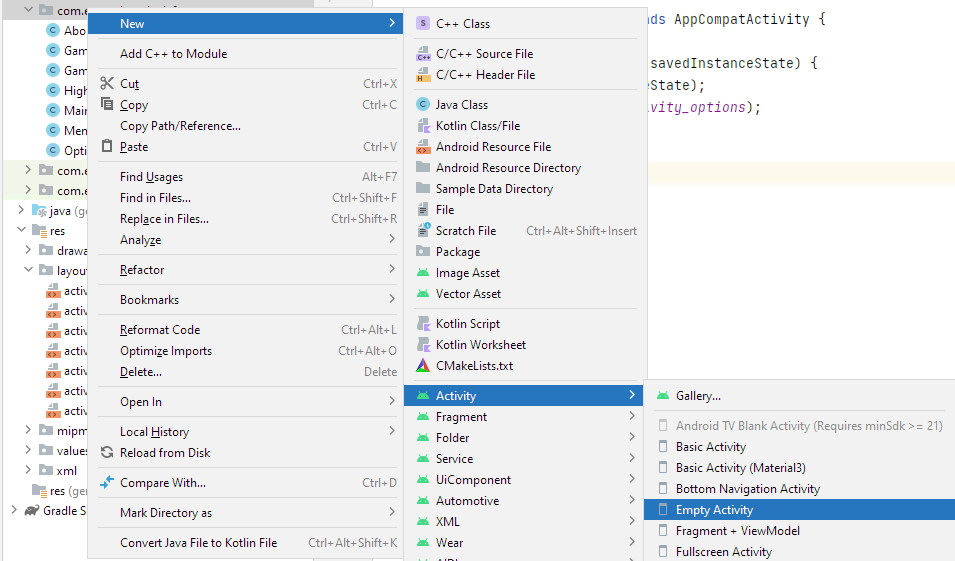 New
Add C++ to Module
Cut Ctrl+X
Copy Ctrl+C
Copy Path/Reference...
Paste Ctrl+V
Find Usages Alt+F7
Find in Files... Ctrl+Shift+F
Replace in Files... Ctrl+Shift+R
Analyze
Refactor
Bookmarks
Reformat Code Ctrl+Alt+L
Optimize Imports Ctrl+Alt+O
Delete... Delete
Open In
Local History
Reload from Disk
Compare With... Ctrl+D
Mark Directory as
Convert Java File to Kotlin File Ctrl+Alt+Shift+K
S C++ Class
C/C++ Source File
C/C++ Header File
C Java Class
Kotlin Class/File
Android Resource File
Android Resource Directory
Sample Data Directory
File
Scratch File Ctrl+Alt+Shift+Insert
Package
Image Asset
Vector Asset
Kotlin Script
Kotlin Worksheet
CMakeLists.txt
Activity
Fragment
Folder
Service
UiComponent
Automotive
XML
Wear
Gallery...
Android TV Blank Activity (Requires minSdk >= 21)
Basic Activity
Basic Activity (Material3)
Bottom Navigation Activity
Empty Activity
Fragment + ViewModel
Fullscreen Activity
com.e
C Abo
C Gam
C Gam
C High
C Main
C Men
C Opti
com.e
com.e
java (ge
res
drawa
layou
activ
activ
activ
activ
activ
activ
activ
mipm
values
xml
res (gen
Gradle S
nds AppCompatActivity {
savedInstanceState) {
eState);
ivity_options);